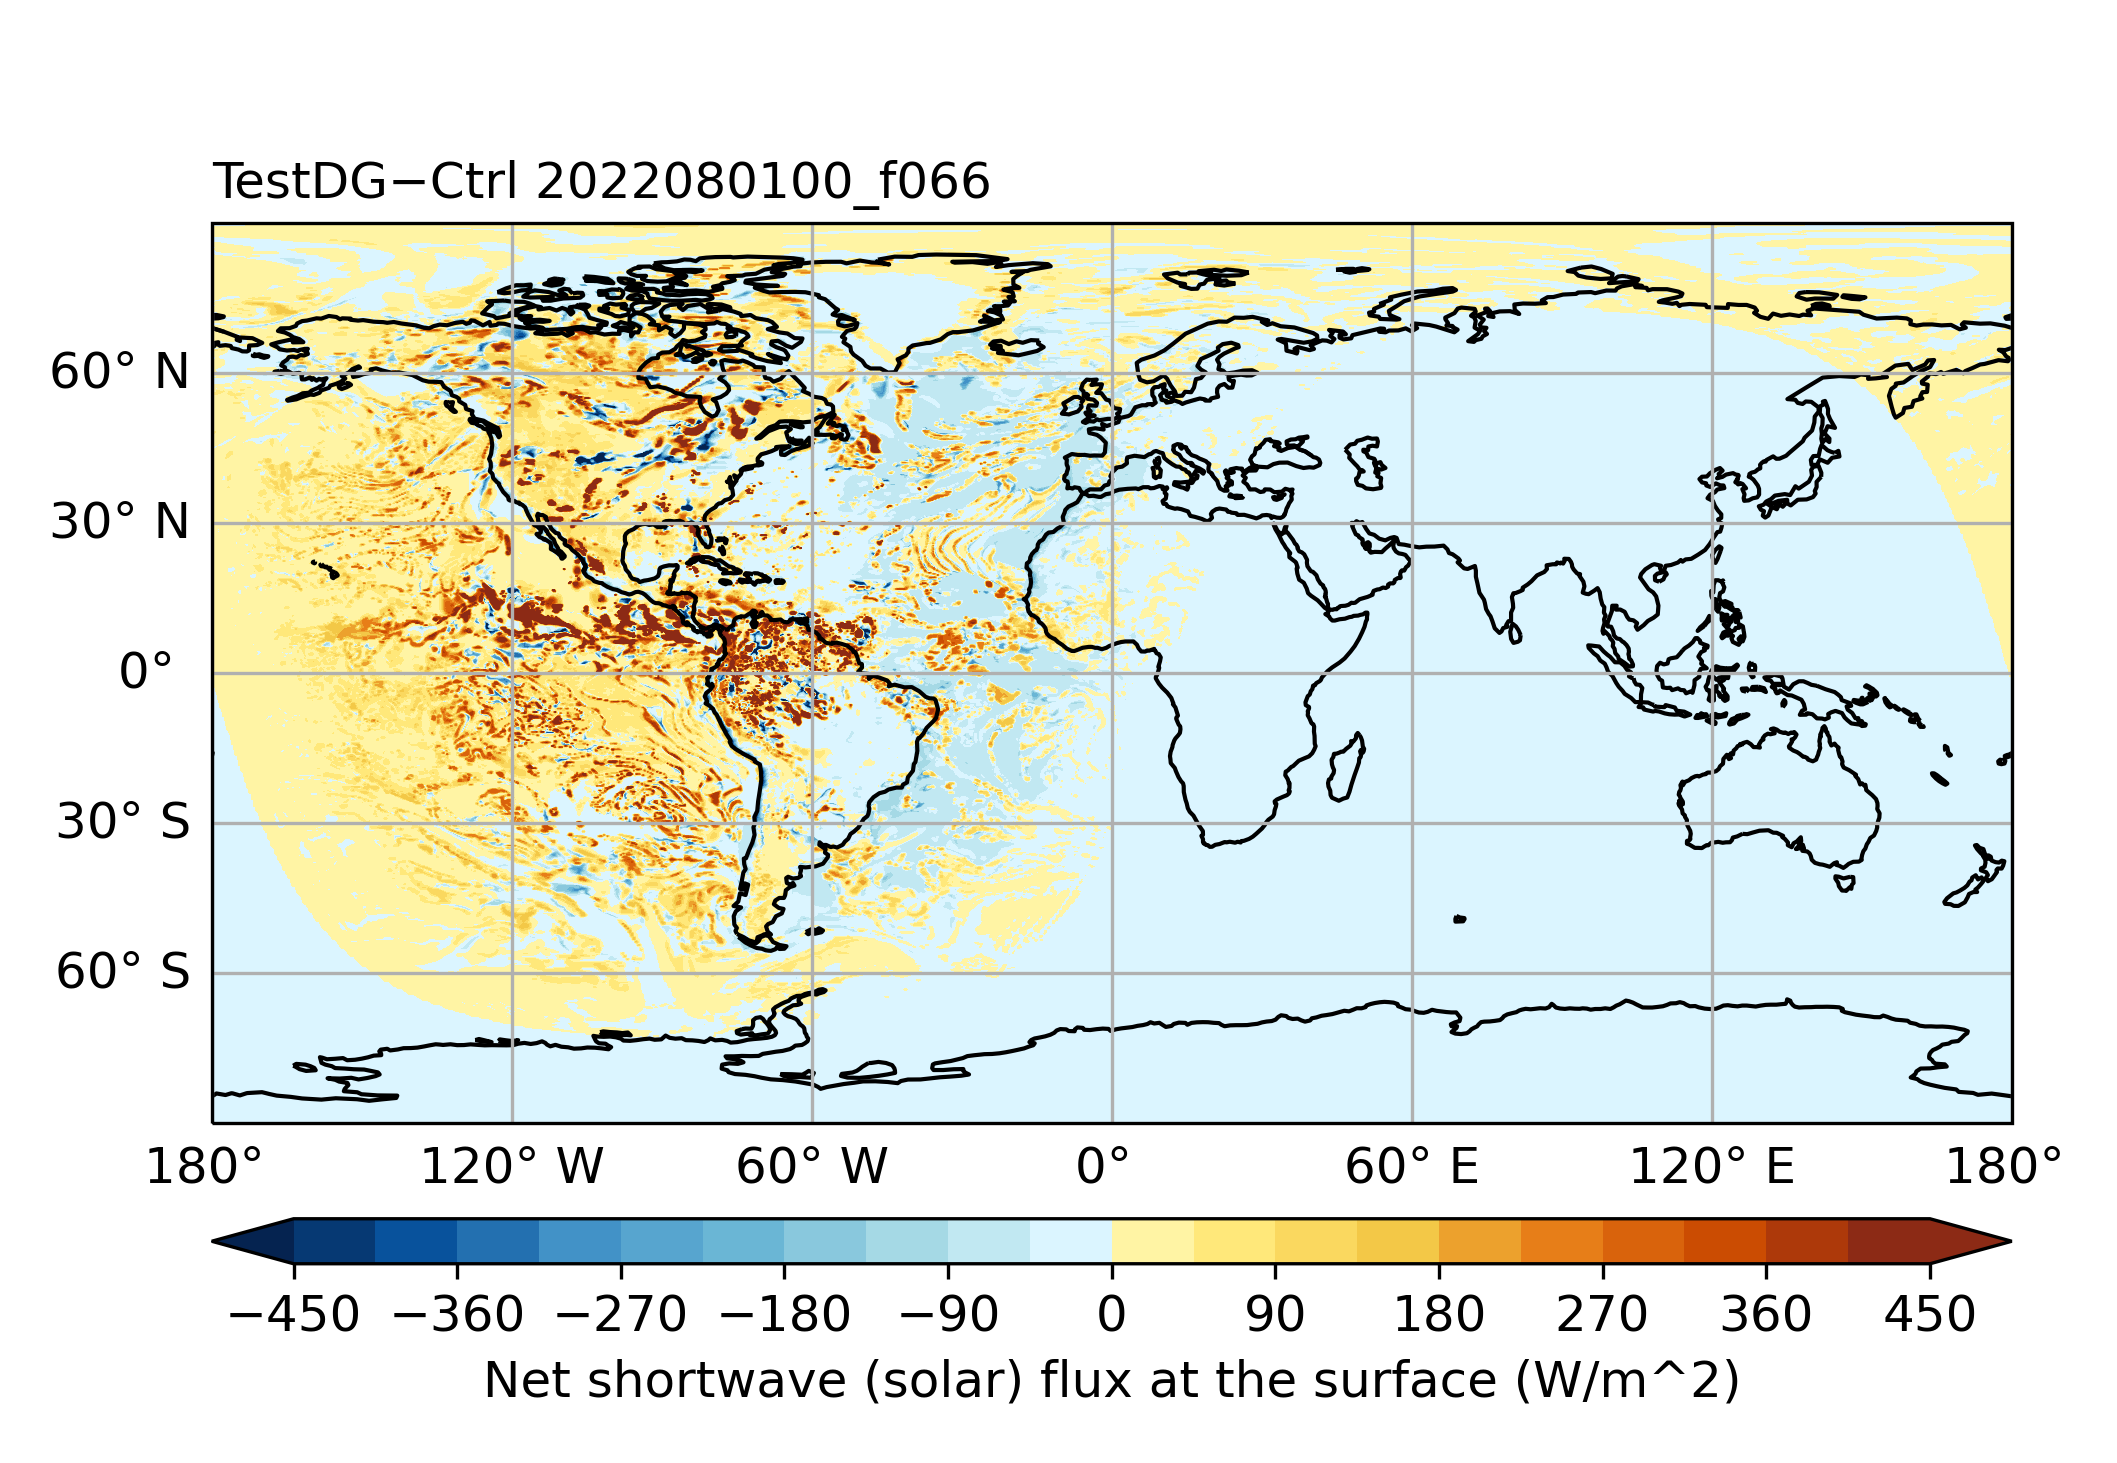 TestDG−Ctrl 2022080100_f066
60° N
30° N
0°
30° S
60° S
180° 120° W 60° W 0° 60° E 120° E 180°
−450 −360 −270 −180 −90 0 90 180 270 360 450
Net shortwave (solar) flux at the surface (W/m^2)